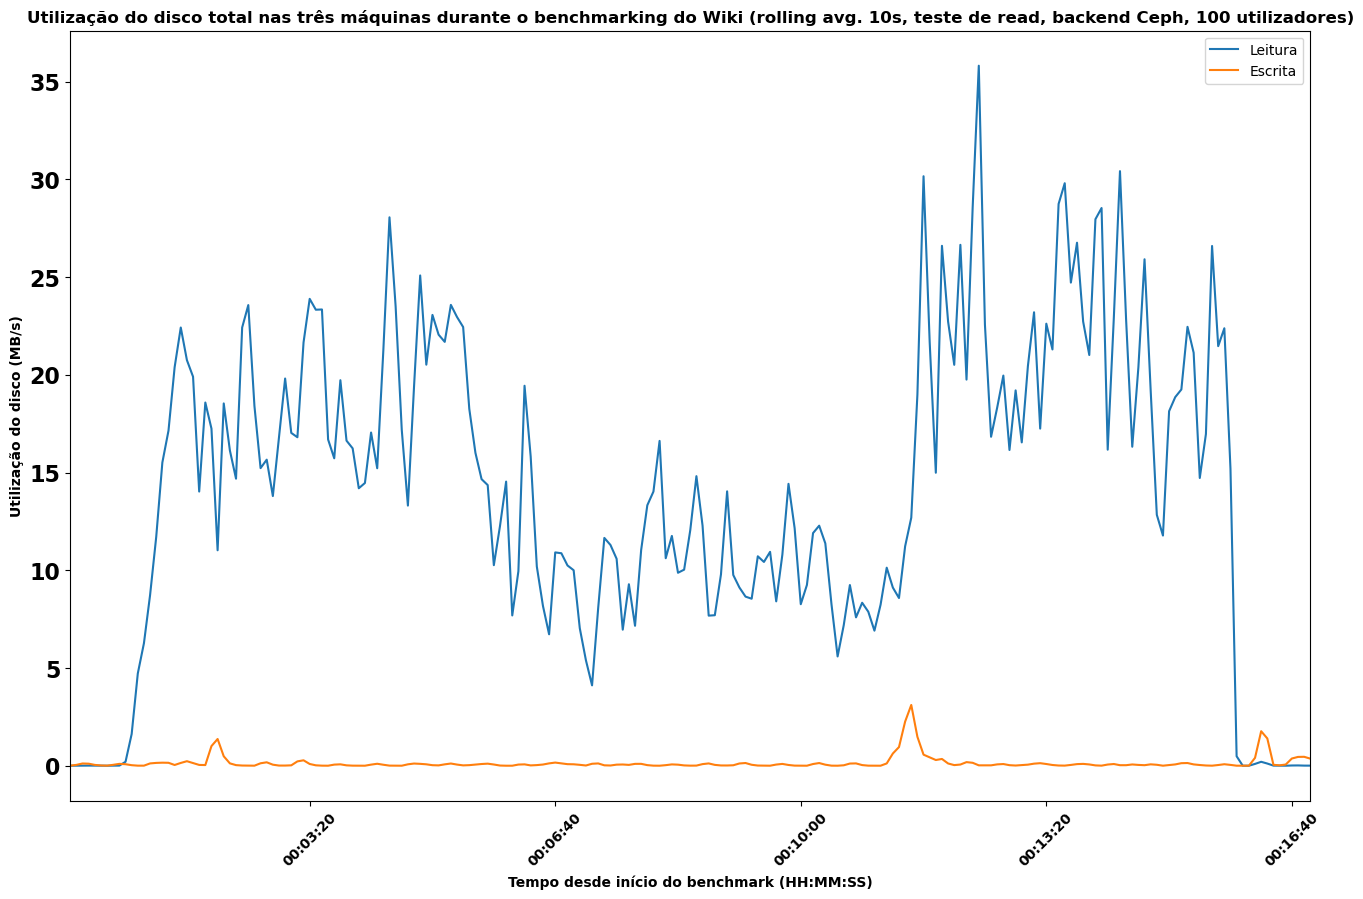 Utilização do disco total nas três máquinas durante o benchmarking do Wiki (rolling avg. 10s, teste de read, backend Ceph, 100 utilizadores)
Leitura
Escrita
35
30
25
20
15
10
5
0
Utilização do disco (MB/s)
00:03:20
00:06:40
00:10:00
00:13:20
00:16:40
Tempo desde início do benchmark (HH:MM:SS)